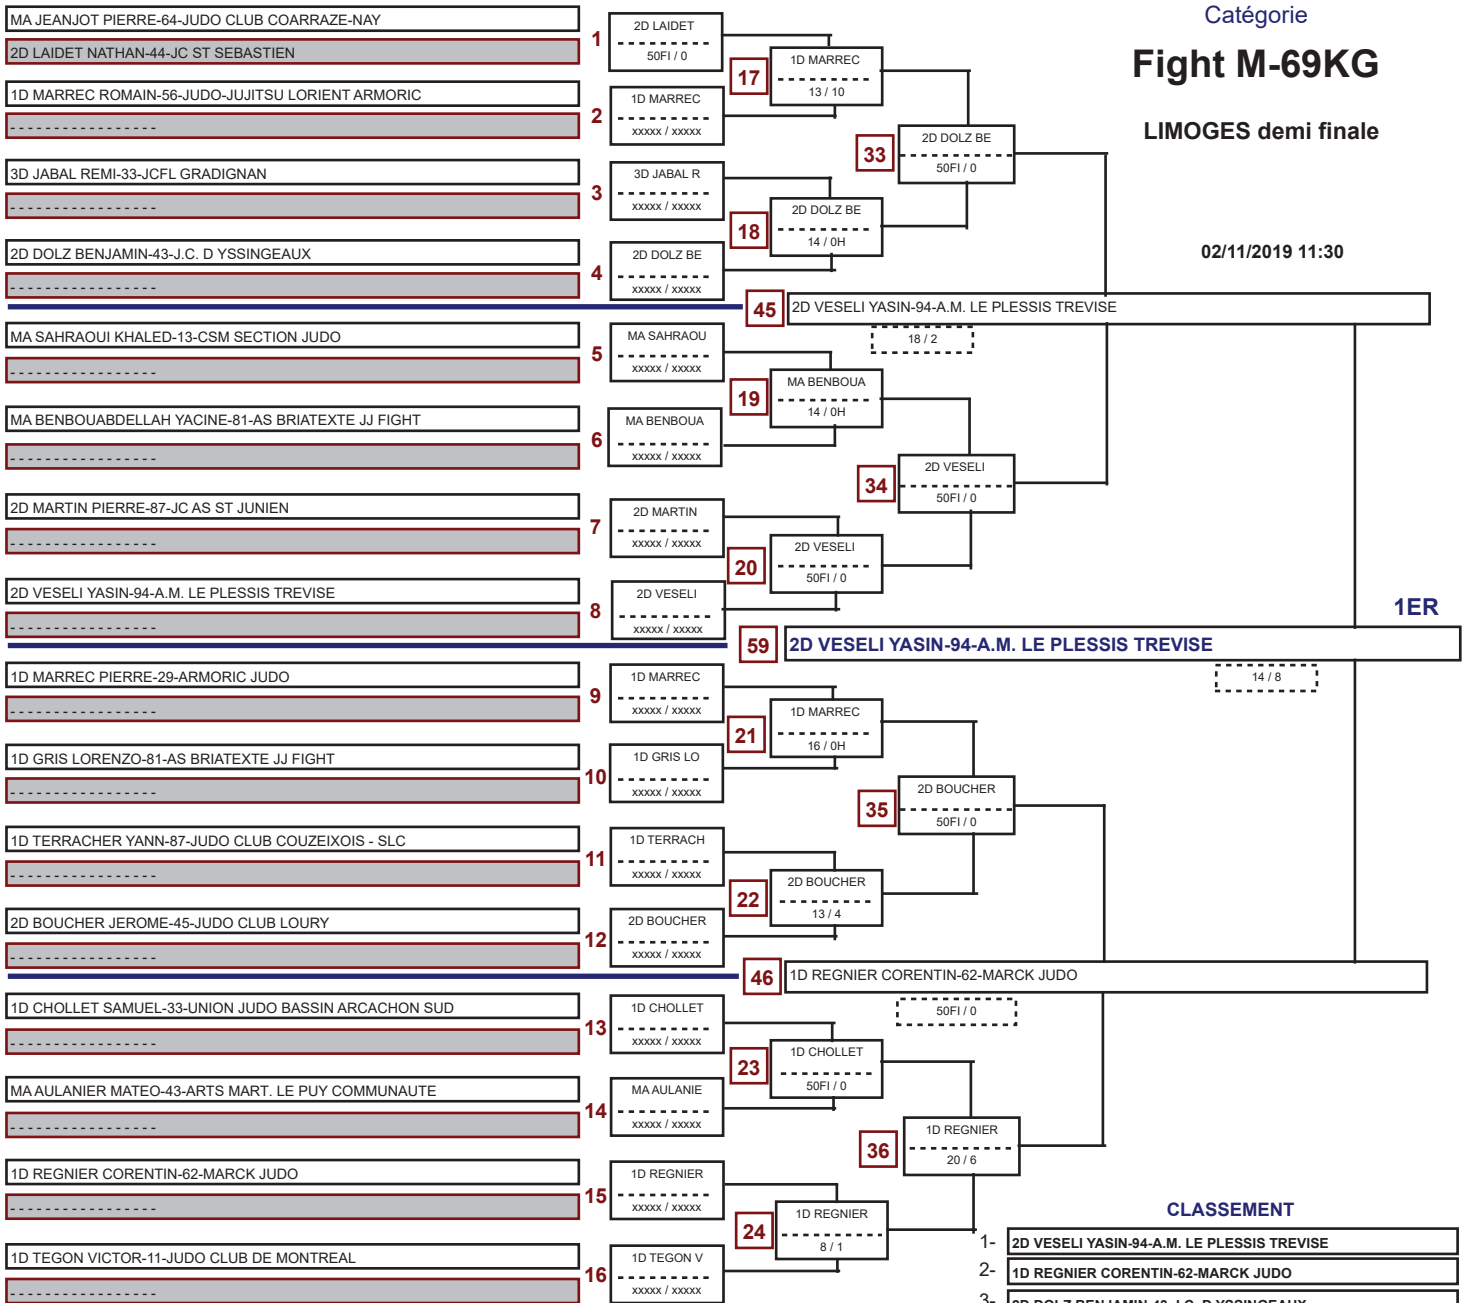 Catégorie
Fight M-69KG
LIMOGES demi finale
02/11/2019 11:30
MA JEANJOT PIERRE-64-JUDO CLUB COARRAZE-NAY
1
2D LAIDET NATHAN-44-JC ST SEBASTIEN
2D LAIDET
50FI / 0
1D MARREC ROMAIN-56-JUDO-JUJITSU LORIENT ARMORIC
2
- - - - - - - - - - - - - - - - -
1D MARREC
xxxxx / xxxxx
17
1D MARREC
13 / 10
3D JABAL REMI-33-JCFL GRADIGNAN
3
- - - - - - - - - - - - - - - - -
3D JABAL R
xxxxx / xxxxx
2D DOLZ BENJAMIN-43-J.C. D YSSINGEAUX
4
- - - - - - - - - - - - - - - - -
2D DOLZ BE
xxxxx / xxxxx
18
2D DOLZ BE
14 / 0H
33
2D DOLZ BE
50FI / 0
45
2D VESELI YASIN-94-A.M. LE PLESSIS TREVISE
18 / 2
MA SAHRAOUI KHALED-13-CSM SECTION JUDO
5
- - - - - - - - - - - - - - - - -
MA SAHRAOU
xxxxx / xxxxx
MA BENBOUABDELLAH YACINE-81-AS BRIATEXTE JJ FIGHT
6
- - - - - - - - - - - - - - - - -
MA BENBOUA
xxxxx / xxxxx
19
MA BENBOUA
14 / 0H
2D MARTIN PIERRE-87-JC AS ST JUNIEN
7
- - - - - - - - - - - - - - - - -
2D MARTIN
xxxxx / xxxxx
2D VESELI YASIN-94-A.M. LE PLESSIS TREVISE
8
- - - - - - - - - - - - - - - - -
2D VESELI
xxxxx / xxxxx
20
2D VESELI
50FI / 0
34
2D VESELI
50FI / 0
1ER
59
2D VESELI YASIN-94-A.M. LE PLESSIS TREVISE
14 / 8
1D MARREC PIERRE-29-ARMORIC JUDO
9
- - - - - - - - - - - - - - - - -
1D MARREC
xxxxx / xxxxx
1D GRIS LORENZO-81-AS BRIATEXTE JJ FIGHT
10
- - - - - - - - - - - - - - - - -
1D GRIS LO
xxxxx / xxxxx
21
1D MARREC
16 / 0H
1D TERRACHER YANN-87-JUDO CLUB COUZEIXOIS - SLC
11
- - - - - - - - - - - - - - - - -
1D TERRACH
xxxxx / xxxxx
2D BOUCHER JEROME-45-JUDO CLUB LOURY
12
- - - - - - - - - - - - - - - - -
2D BOUCHER
xxxxx / xxxxx
22
2D BOUCHER
13 / 4
35
2D BOUCHER
50FI / 0
46
1D REGNIER CORENTIN-62-MARCK JUDO
50FI / 0
1D CHOLLET SAMUEL-33-UNION JUDO BASSIN ARCACHON SUD
13
- - - - - - - - - - - - - - - - -
1D CHOLLET
xxxxx / xxxxx
MA AULANIER MATEO-43-ARTS MART. LE PUY COMMUNAUTE
14
- - - - - - - - - - - - - - - - -
MA AULANIE
xxxxx / xxxxx
23
1D CHOLLET
50FI / 0
1D REGNIER CORENTIN-62-MARCK JUDO
15
- - - - - - - - - - - - - - - - -
1D REGNIER
xxxxx / xxxxx
1D TEGON VICTOR-11-JUDO CLUB DE MONTREAL
16
- - - - - - - - - - - - - - - - -
1D TEGON V
xxxxx / xxxxx
24
1D REGNIER
8 / 1
36
1D REGNIER
20 / 6
CLASSEMENT
1- 2D VESELI YASIN-94-A.M. LE PLESSIS TREVISE
2- 1D REGNIER CORENTIN-62-MARCK JUDO
3- 2D DOLZ BENJAMIN-43-J.C. D YSSINGEAUX